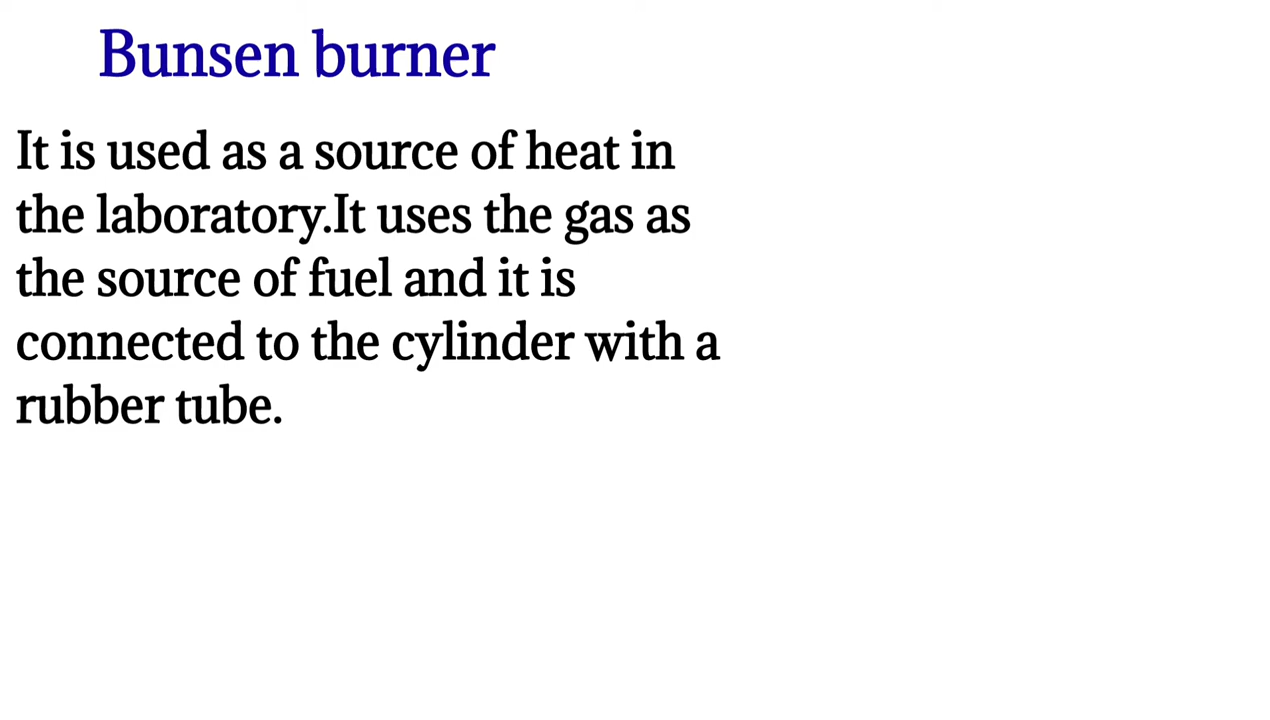 Bunsen burner
It is used as a source of heat in
the laboratory.It uses the gas as
the source of fuel and it is
connected to the cylinder with a
rubber tube.